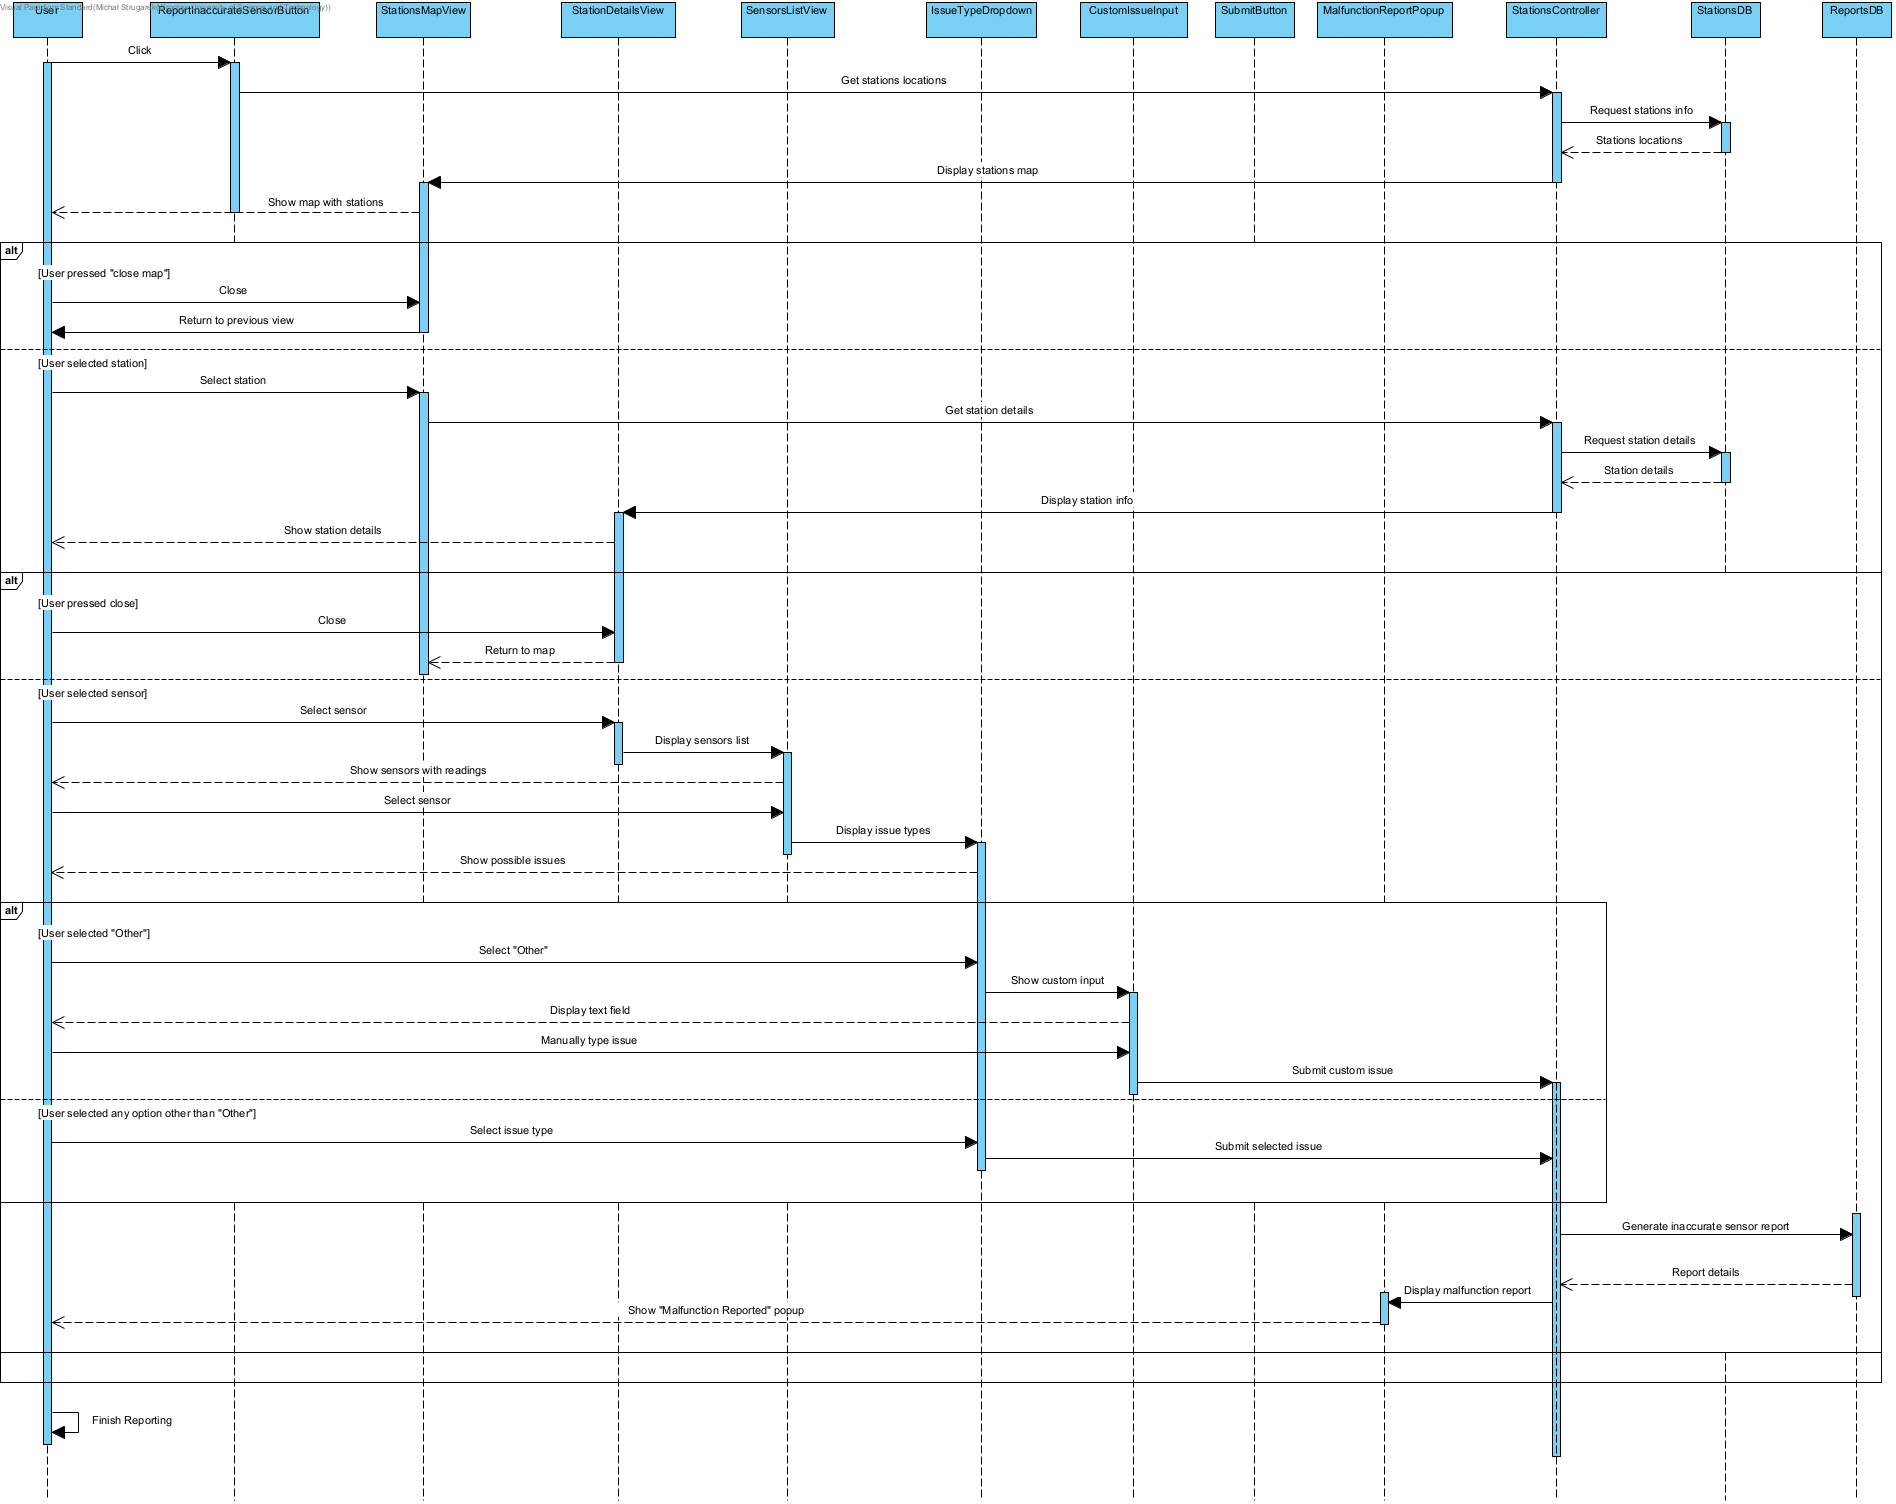 User
ReportInaccurateSensorButton
StationsMapView
StationDetailsView
SensorsListView
IssueTypeDropdown
CustomIssueInput
SubmitButton
MalfunctionReportPopup
StationsController
StationsDB
ReportsDB
Click
Get stations locations
Request stations info
Stations locations
Display stations map
Show map with stations
alt
[User pressed "close map"]
Close
Return to previous view
[User selected station]
Select station
Get station details
Request station details
Station details
Display station info
Show station details
alt
[User pressed close]
Close
Return to map
[User selected sensor]
Select sensor
Display sensors list
Show sensors with readings
Select sensor
Display issue types
Show possible issues
alt
[User selected "Other"]
Select "Other"
Show custom input
Display text field
Manually type issue
Submit custom issue
[User selected any option other than "Other"]
Select issue type
Submit selected issue
Generate inaccurate sensor report
Report details
Display malfunction report
Show "Malfunction Reported" popup
Finish Reporting